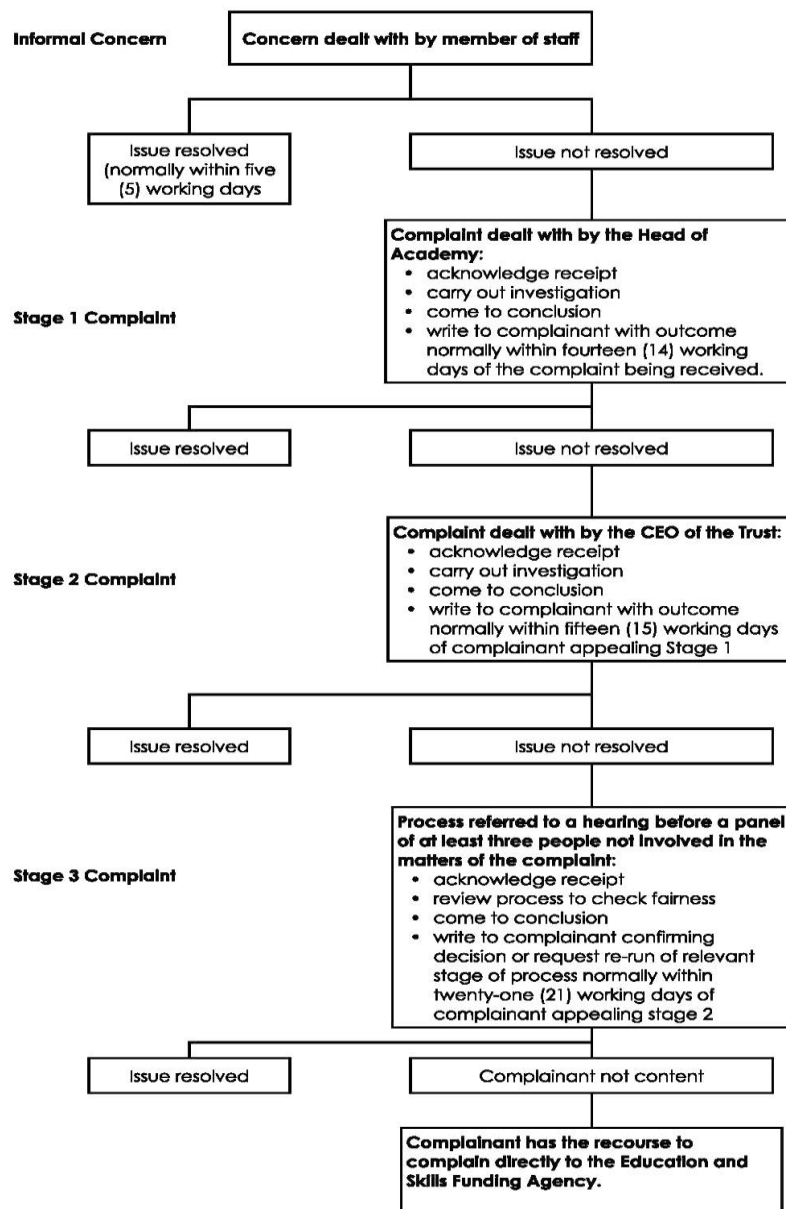 Informal Concern
Concern dealt with by member of staff
Issue resolved
(normally within five
(5) working days
Issue not resolved
Complaint dealt with by the Head of
Academy:
• acknowledge receipt
• carry out investigation
• come to conclusion
• write to complainant with outcome
normally within fourteen (14) working
days of the complaint being received.
Stage 1 Complaint
Issue resolved
Issue not resolved
Complaint dealt with by the CEO of the Trust:
• acknowledge receipt
• carry out investigation
• come to conclusion
• write to complainant with outcome
normally within fifteen (15) working days
of complainant appealing Stage 1
Stage 2 Complaint
Issue resolved
Issue not resolved
Process referred to a hearing before a panel
of at least three people not involved in the
matters of the complaint:
• acknowledge receipt
• review process to check fairness
• come to conclusion
• write to complainant confirming
decision or request re-run of relevant
stage of process normally within
twenty-one (21) working days of
complainant appealing stage 2
Stage 3 Complaint
Issue resolved
Complainant not content
Complainant has the recourse to
complain directly to the Education and
Skills Funding Agency.